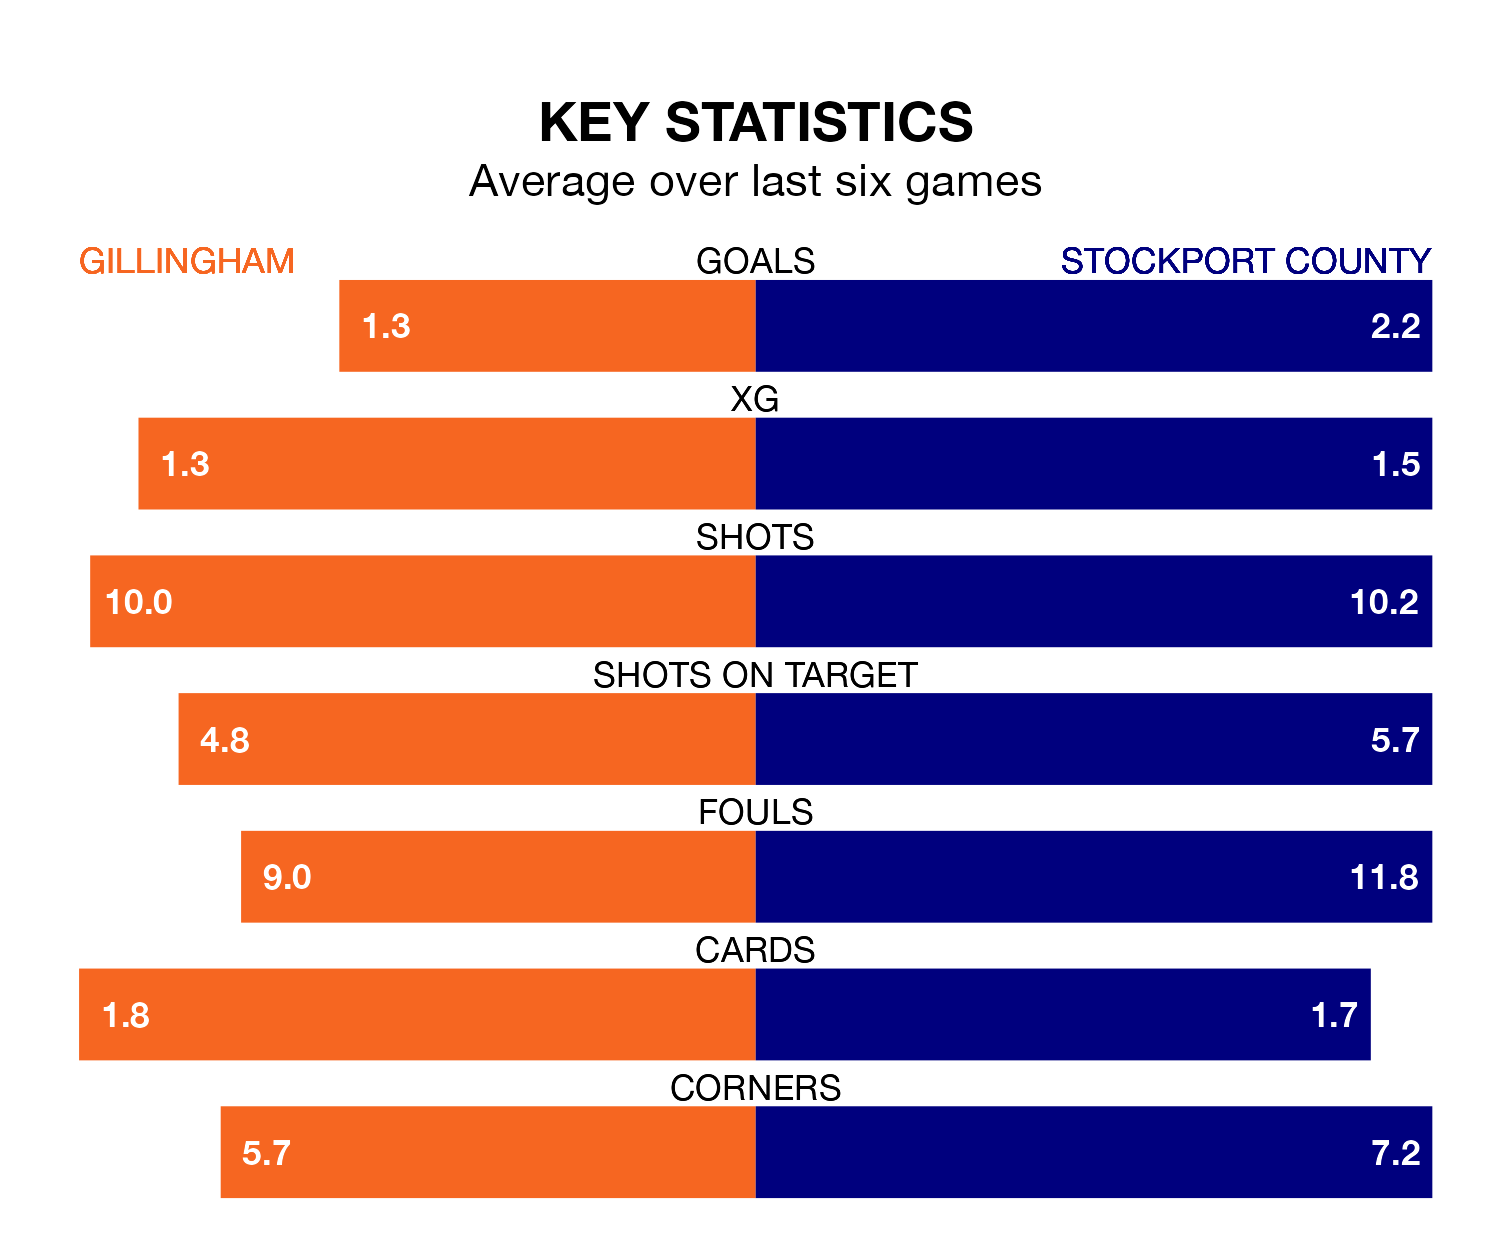 KEY STATISTICS
Average over last six games
GILLINGHAM GOALS STOCKPORT COUNTY
1.3 2.2
XG
1.3 1.5
SHOTS
10.0 10.2
SHOTS ON TARGET
4.8 5.7
FOULS
9.0 11.8
CARDS
1.8 1.7
CORNERS
5.7 7.2